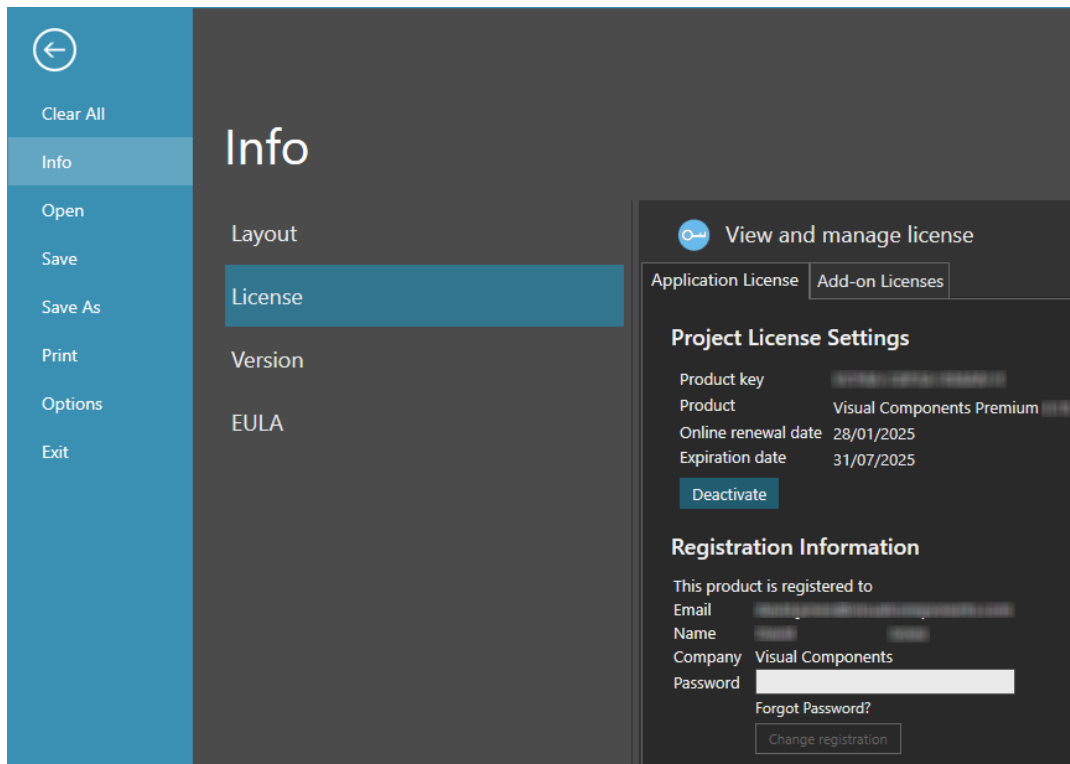 Clear All
Info
Open
Save
Save As
Print
Options
Exit
Info
Layout
License
Version
EULA
View and manage license
Application License
Add-on Licenses
Project License Settings
Product key
Product Visual Components Premium
Online renewal date 28/01/2025
Expiration date 31/07/2025
Deactivate
Registration Information
This product is registered to
Email
Name
Company Visual Components
Password
Forgot Password?
Change registration